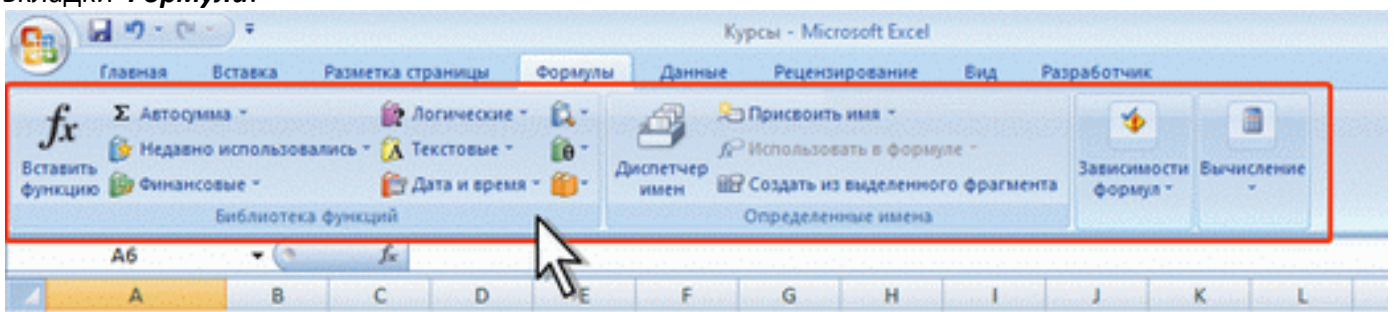 вкладки Формулы.
Курсы - Microsoft Excel
Главная Вставка Разметка страницы Формулы Данные Рецензирование Вид Разработчик
fx Вставить функцию
Σ Автосумма
Недавно использовались
Финансовые
Логические
Текстовые
Дата и время
θ
Библиотека функций
Диспетчер имен
Присвоить имя
Использовать в формуле
Создать из выделенного фрагмента
Определенные имена
Зависимости формул
Вычисление
A6 fx
A B C D E F G H I J K L